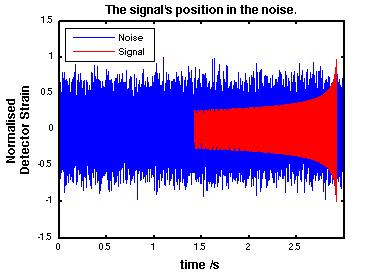 The signal's position in the noise.
1.5
Noise
Signal
1
0.5
0
-0.5
-1
-1.5
Normalised
Detector Strain
0 0.5 1 1.5 2 2.5
time /s